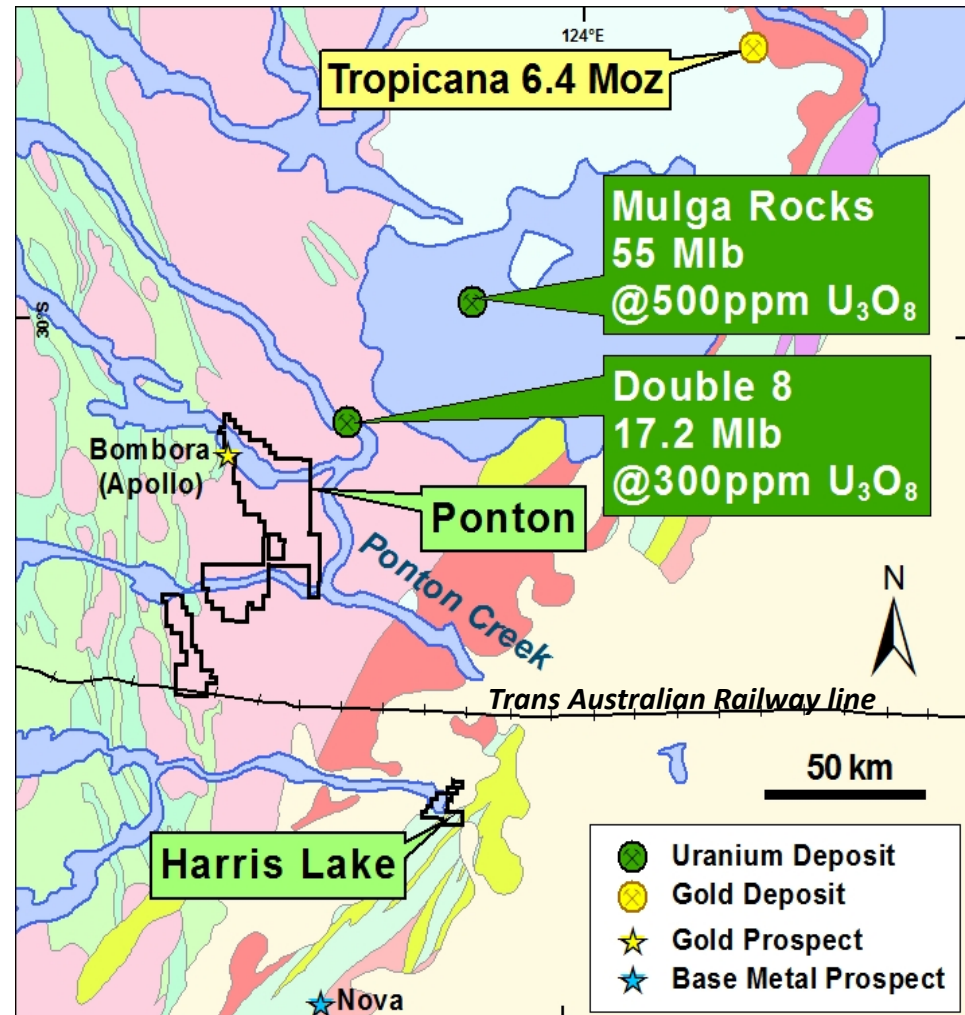 124°E
Tropicana 6.4 Moz
Mulga Rocks
55 Mlb
@500ppm U₃O₈
30°S
Double 8
17.2 Mlb
@300ppm U₃O₈
Bombora
(Apollo)
Ponton
Ponton Creek
N
Trans Australian Railway line
50 km
Harris Lake
Uranium Deposit
Gold Deposit
Gold Prospect
Base Metal Prospect
Nova